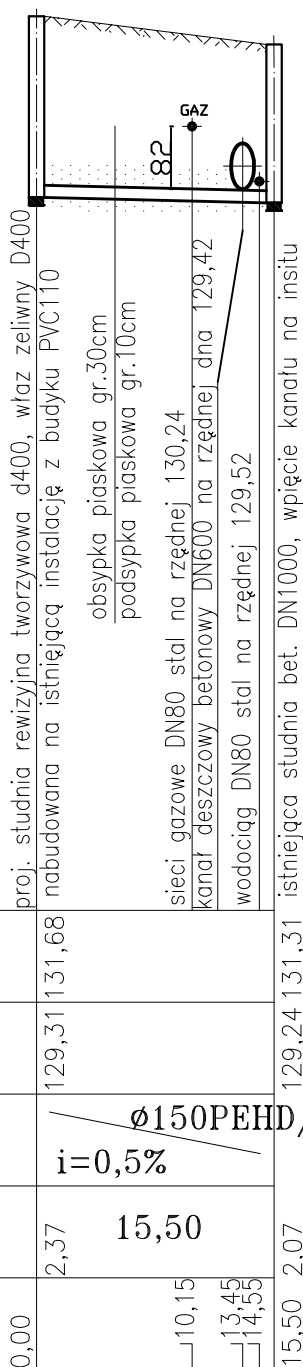 GAZ
82
proj. studnia rewizyjna tworzywowa d400, właz zeliwny D400
nabudowana na istniejącą instalację z budyku PVC110
obsypka piaskowa gr.30cm
podsypka piaskowa gr.10cm
sieci gazowe DN80 stal na rzędnej 130,24
kanał deszczowy betonowy DN600 na rzędnej dna 129,42
wodociąg DN80 stal na rzędnej 129,52
istniejąca studnia bet. DN1000, wpięcie kanału na insitu
131,68
131,31
129,31
129,24
ø150PEHD/
i=0,5%
2,37
15,50
2,07
0,00
10,15
13,45
14,55
15,50